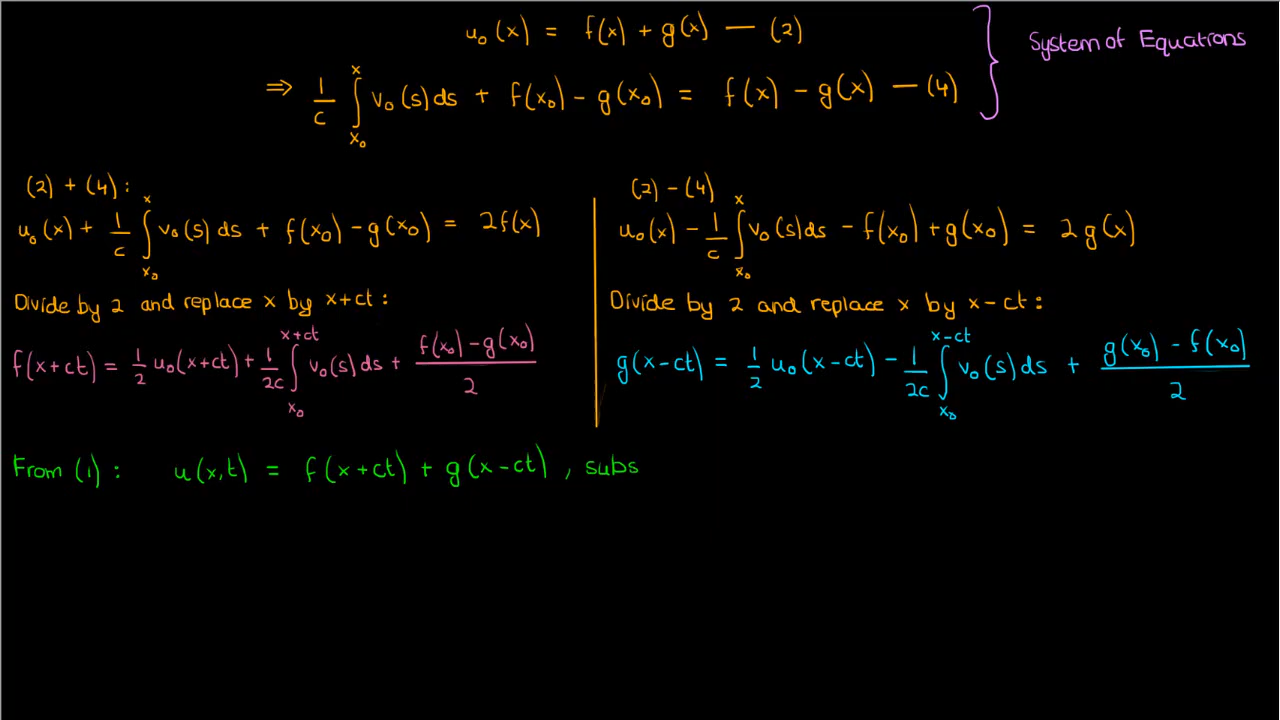 u₀(x) = f(x) + g(x) — (2)
⇒ 1/c ∫_{x₀}^{x} v₀(s) ds + f(x₀) − g(x₀) = f(x) − g(x) — (4)
System of Equations
(2) + (4) :
u₀(x) + 1/c ∫_{x₀}^{x} v₀(s) ds + f(x₀) − g(x₀) = 2f(x)
Divide by 2 and replace x by x+ct :
f(x+ct) = 1/2 u₀(x+ct) + 1/2c ∫_{x₀}^{x+ct} v₀(s) ds + (f(x₀) − g(x₀))/2
(2) − (4)
u₀(x) − 1/c ∫_{x₀}^{x} v₀(s) ds − f(x₀) + g(x₀) = 2g(x)
Divide by 2 and replace x by x−ct :
g(x−ct) = 1/2 u₀(x−ct) − 1/2c ∫_{x₀}^{x−ct} v₀(s) ds + (g(x₀) − f(x₀))/2
From (1) : u(x,t) = f(x+ct) + g(x−ct) , subs